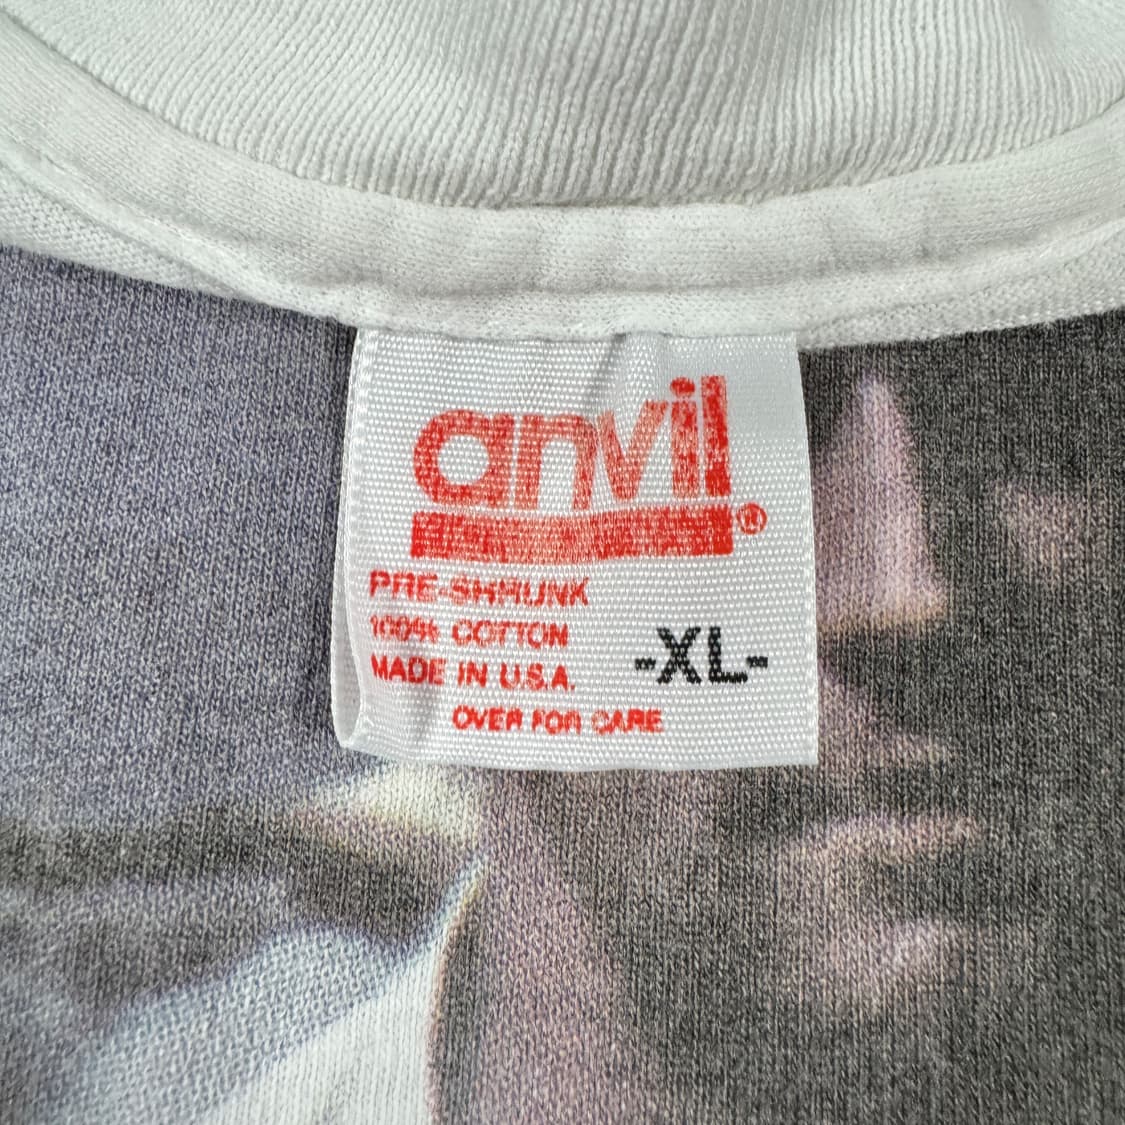 anvil®
PRE-SHRUNK
100% COTTON
MADE IN U.S.A.
-XL-
OVER FOR CARE